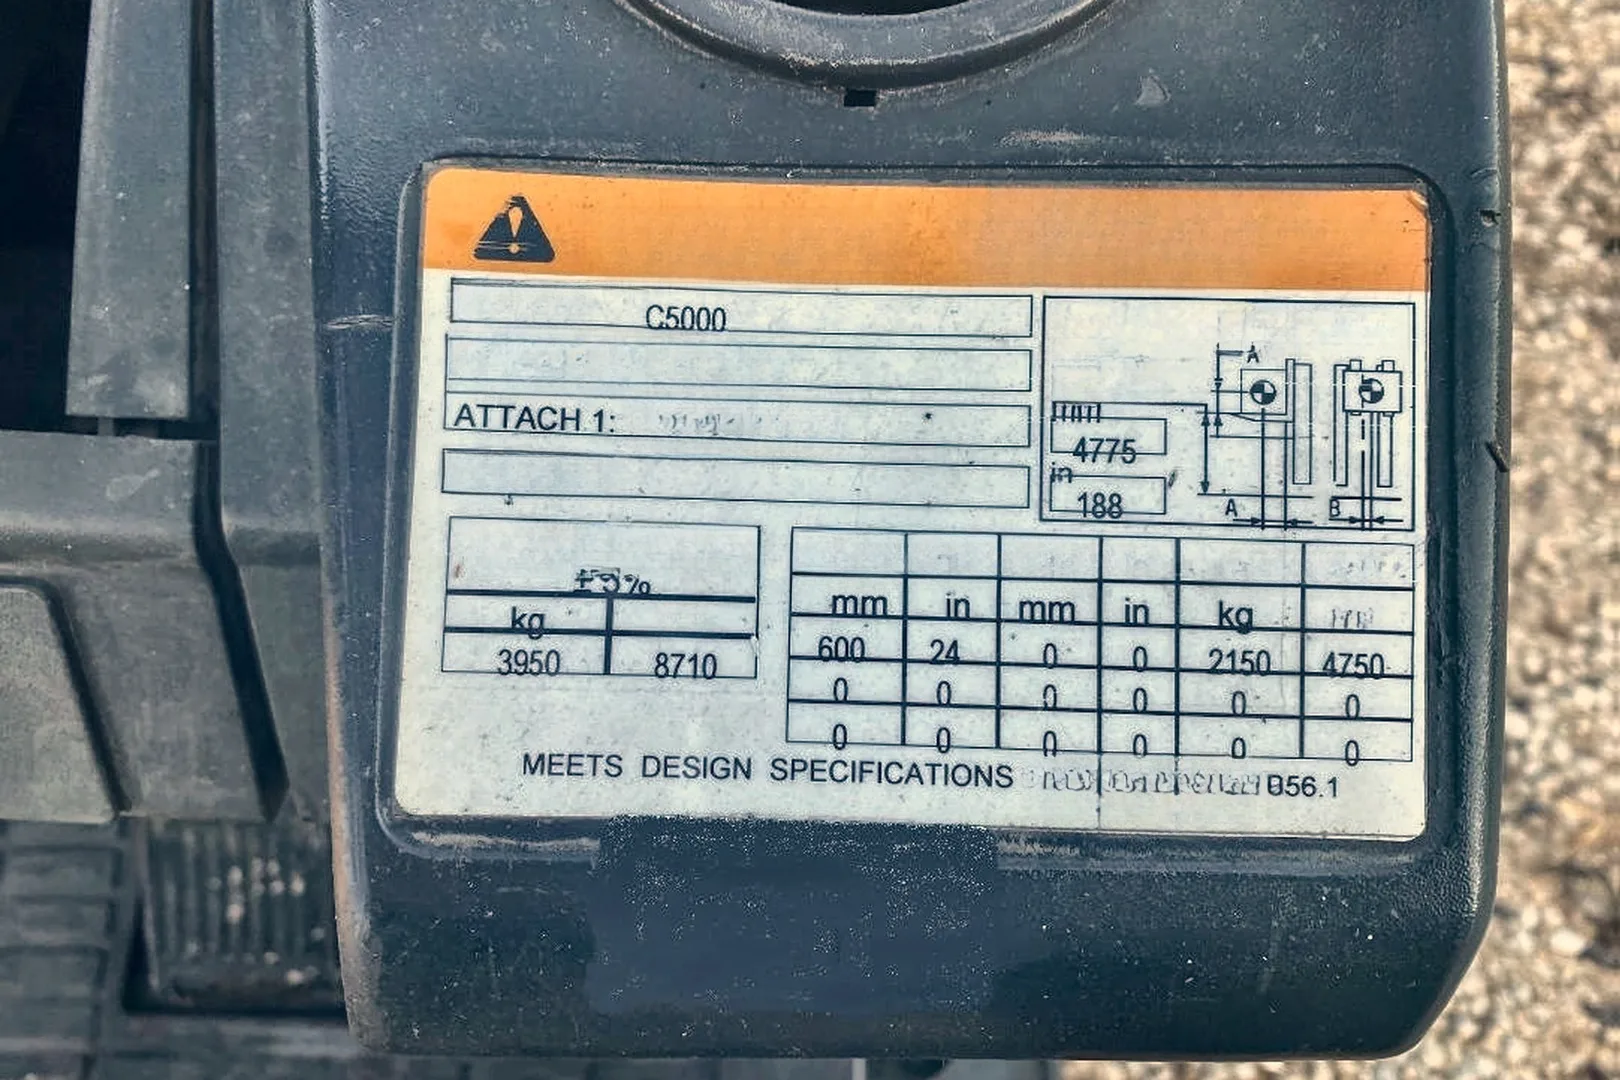 C5000
ATTACH 1:
mm
4775
in
188
A
A B
±5%
kg
3950 8710
mm in mm in kg
600 24 0 0 2150 4750
0 0 0 0 0 0
0 0 0 0 0 0
MEETS DESIGN SPECIFICATIONS B56.1